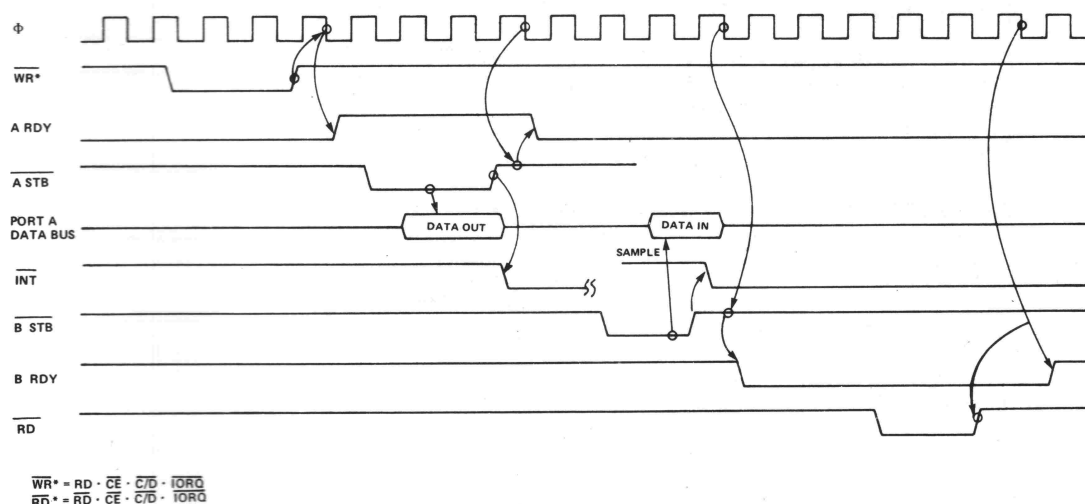 Φ
WR*
A RDY
A STB
PORT A
DATA BUS
DATA OUT
DATA IN
SAMPLE
INT
B STB
B RDY
RD
WR* = RD · CE · C/D · IORQ
RD* = RD · CE · C/D · IORQ